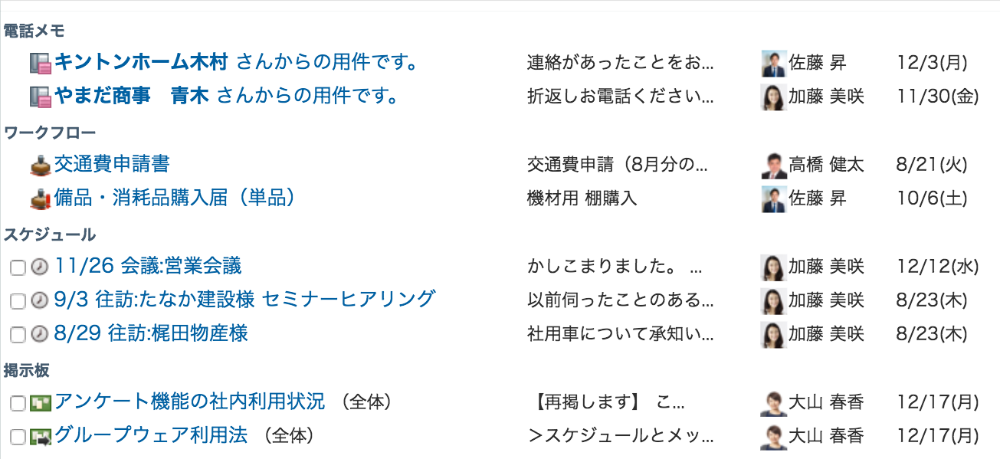 電話メモ
キントンホーム木村 さんからの用件です。 連絡があったことをお... 佐藤 昇 12/3(月)
やまだ商事　青木 さんからの用件です。 折返しお電話ください... 加藤 美咲 11/30(金)
ワークフロー
交通費申請書 交通費申請（8月分の... 高橋 健太 8/21(火)
備品・消耗品購入届（単品） 機材用 棚購入 佐藤 昇 10/6(土)
スケジュール
11/26 会議:営業会議 かしこまりました。 ... 加藤 美咲 12/12(水)
9/3 往訪:たなか建設様 セミナーヒアリング 以前伺ったことのある... 加藤 美咲 8/23(木)
8/29 往訪:梶田物産様 社用車について承知い... 加藤 美咲 8/23(木)
掲示板
アンケート機能の社内利用状況 （全体） 【再掲します】 こ... 大山 春香 12/17(月)
グループウェア利用法 （全体） ＞スケジュールとメッ... 大山 春香 12/17(月)